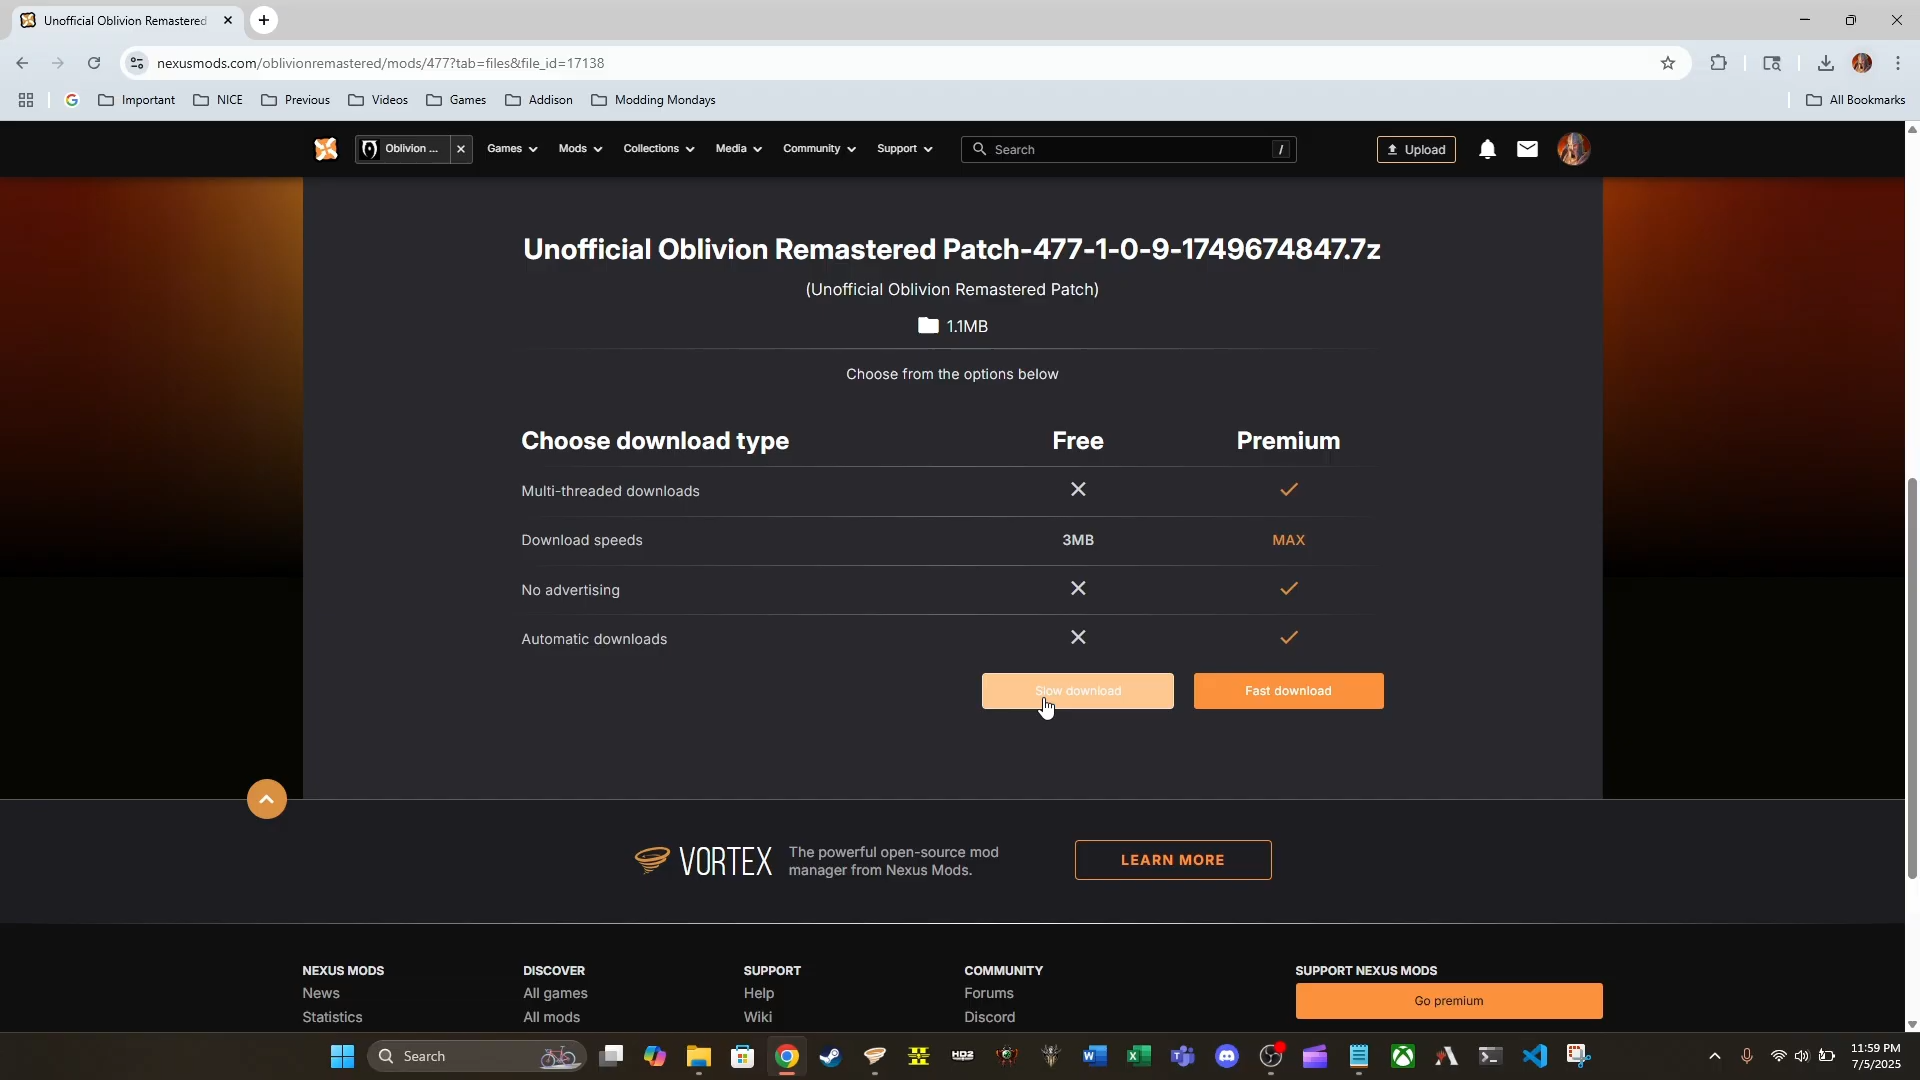 Unofficial Oblivion Remastered
nexusmods.com/oblivionremastered/mods/477?tab=files&file_id=17138
Important
NICE
Previous
Videos
Games
Addison
Modding Mondays
All Bookmarks
Oblivion ...
Games
Mods
Collections
Media
Community
Support
Search
/
Upload
Unofficial Oblivion Remastered Patch-477-1-0-9-1749674847.7z
(Unofficial Oblivion Remastered Patch)
1.1MB
Choose from the options below
Choose download type Free Premium
Multi-threaded downloads
Download speeds 3MB MAX
No advertising
Automatic downloads
Slow download
Fast download
VORTEX
The powerful open-source mod
manager from Nexus Mods.
LEARN MORE
NEXUS MODS
News
Statistics
DISCOVER
All games
All mods
SUPPORT
Help
Wiki
COMMUNITY
Forums
Discord
SUPPORT NEXUS MODS
Go premium
Search
HD2
11:59 PM
7/5/2025